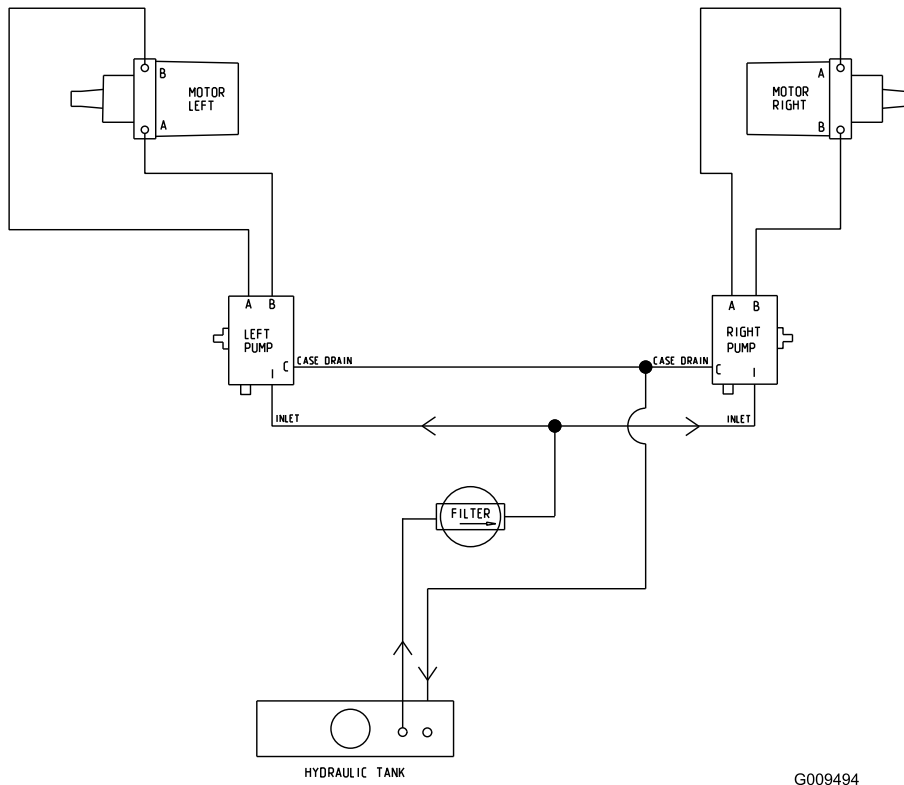 B
MOTOR
LEFT
A
A
MOTOR
RIGHT
B
A B
LEFT
PUMP
C
I
CASE DRAIN
INLET
A B
RIGHT
PUMP
CASE DRAIN
C
I
INLET
FILTER
HYDRAULIC TANK
G009494